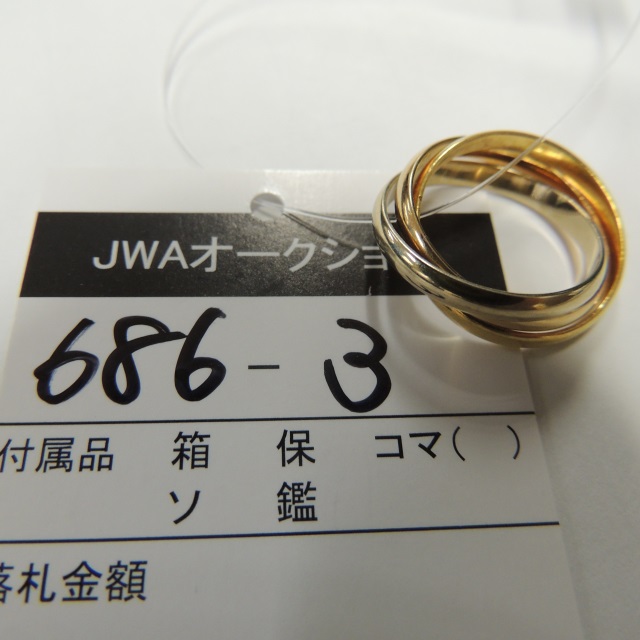 JWAオークショ
686-3
付属品 箱 保 コマ( )
ソ 鑑
落札金額